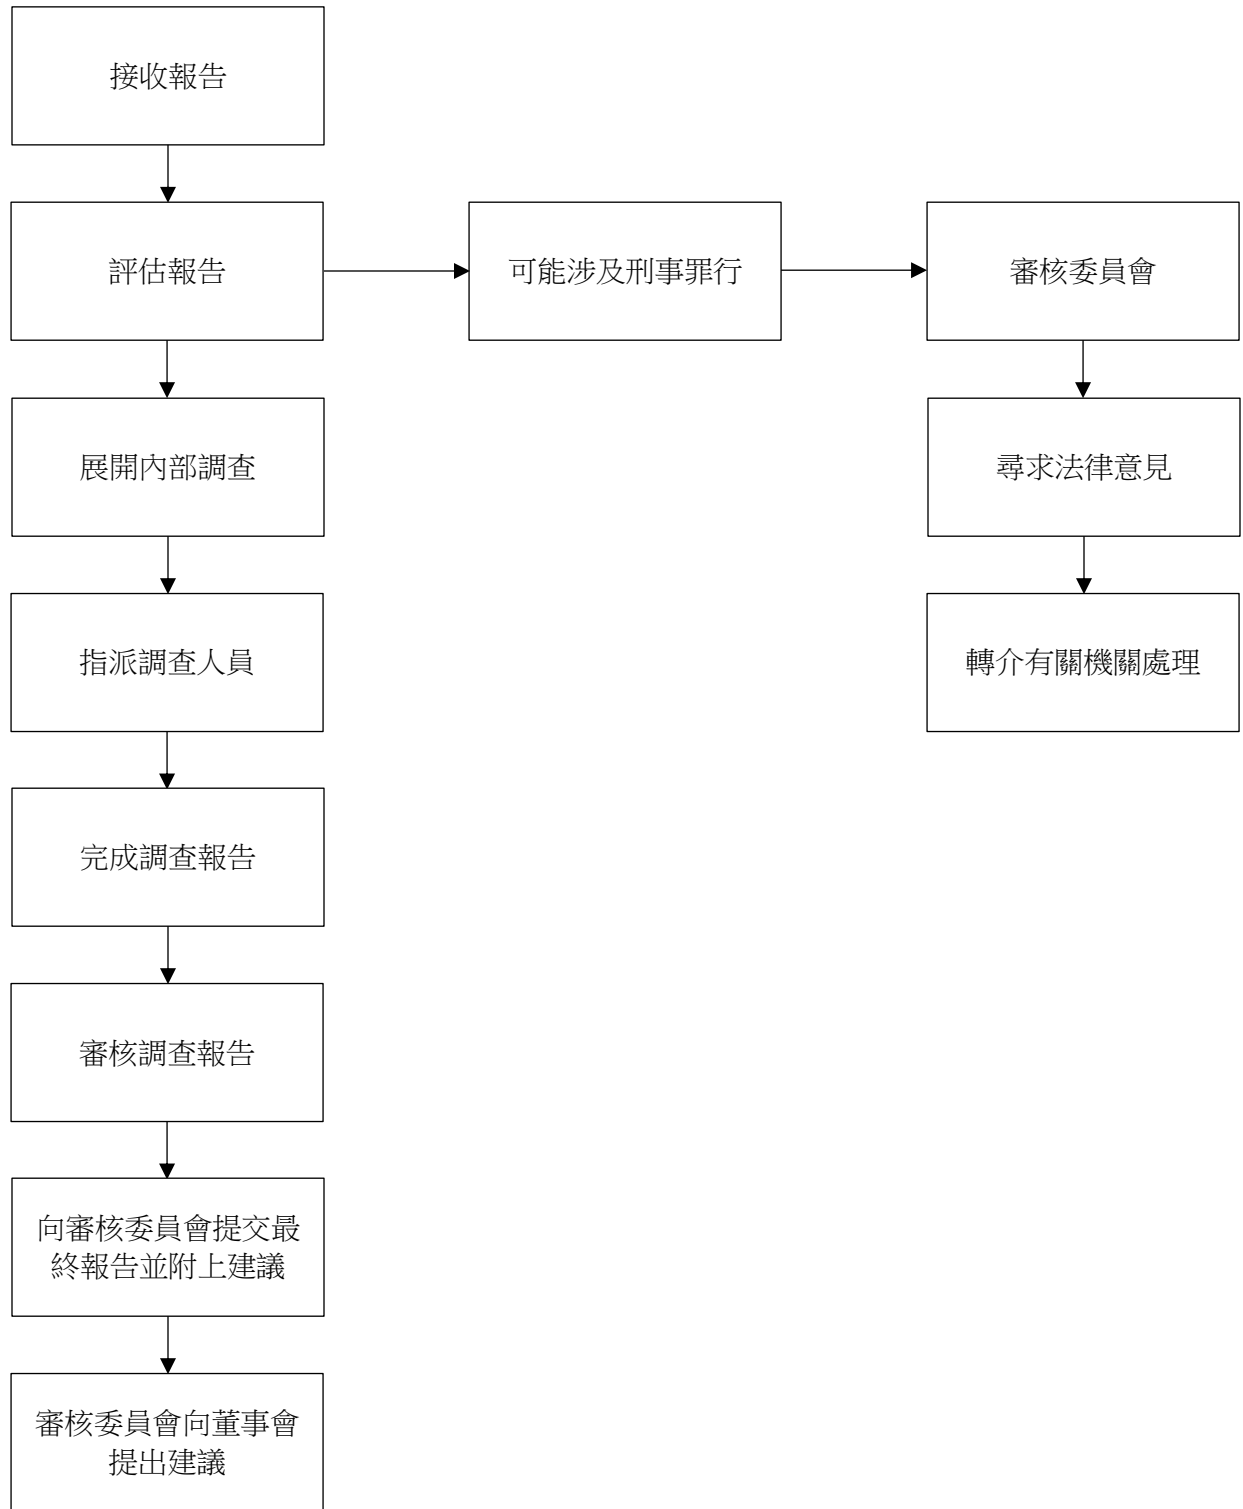 接收報告
評估報告
可能涉及刑事罪行
審核委員會
展開內部調查
尋求法律意見
指派調查人員
轉介有關機關處理
完成調查報告
審核調查報告
向審核委員會提交最
終報告並附上建議
審核委員會向董事會
提出建議